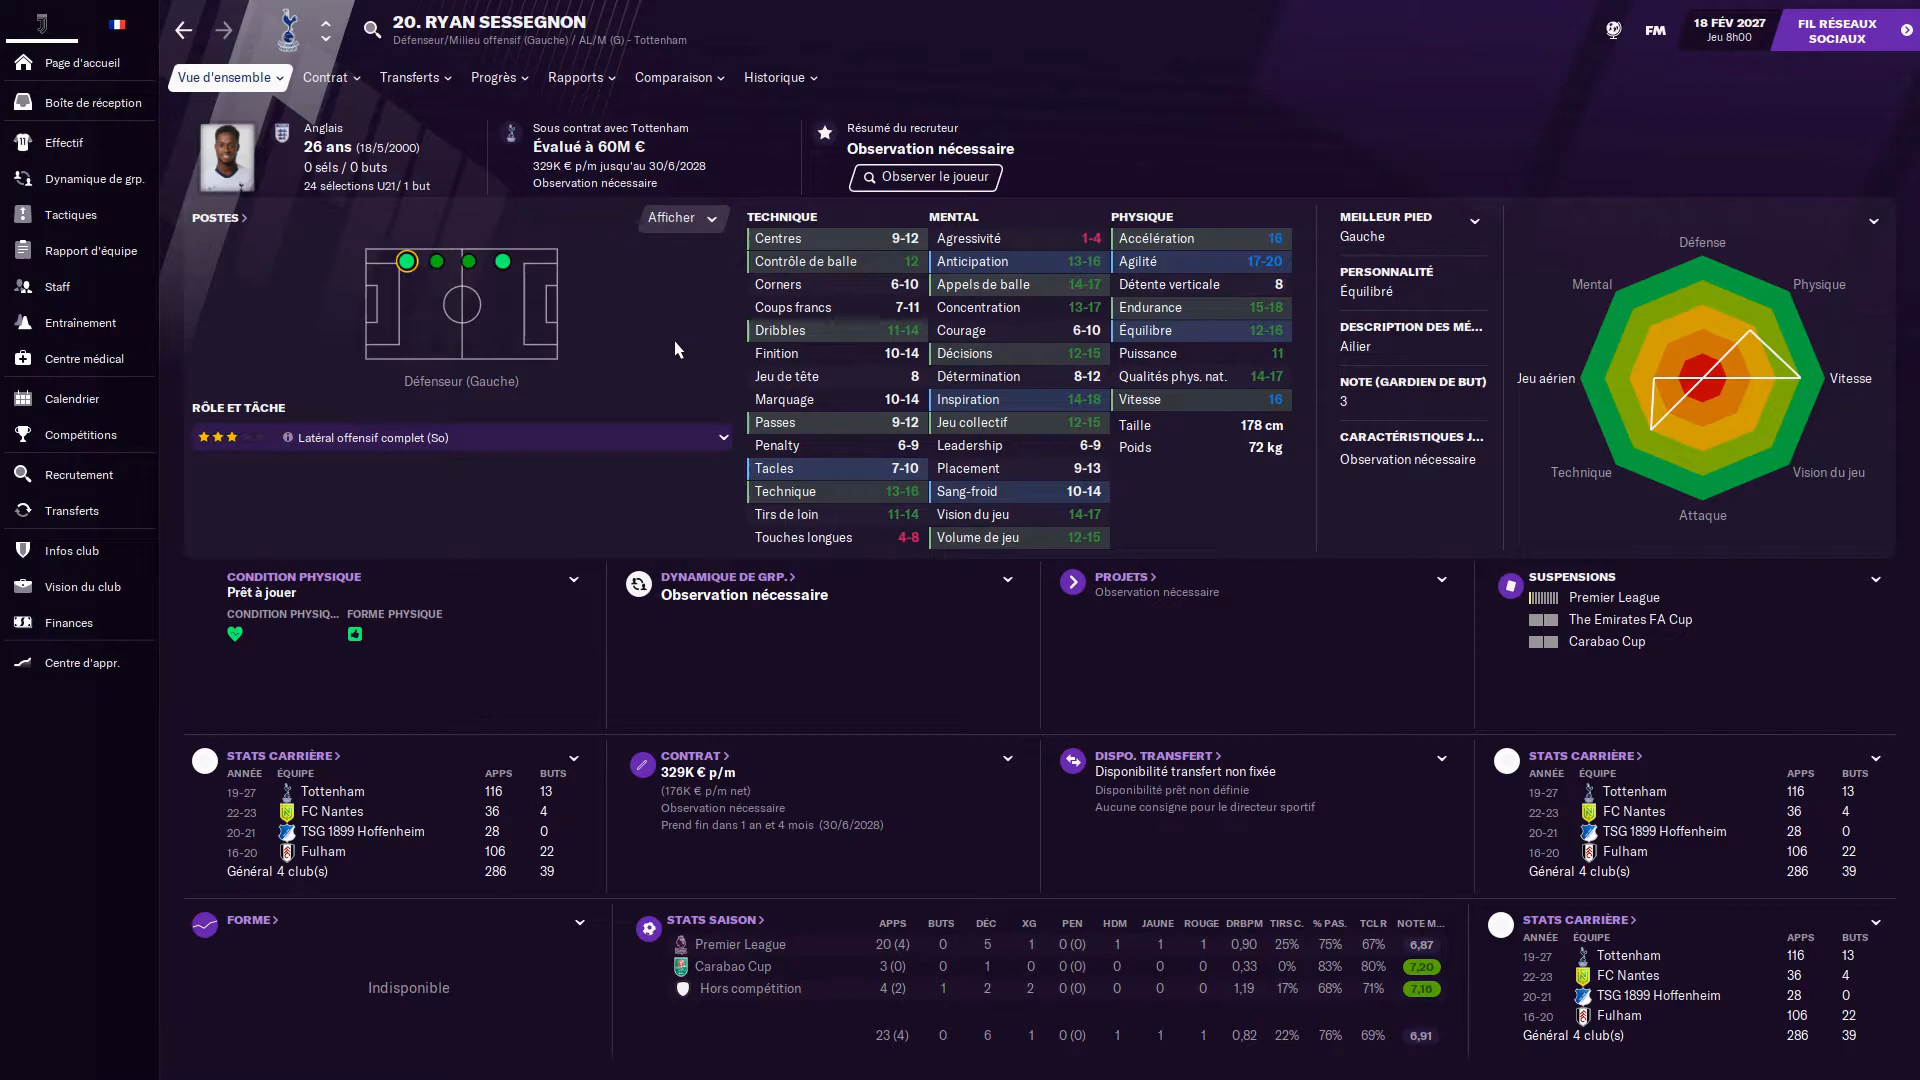 20. RYAN SESSEGNON
Défenseur/Milieu offensif (Gauche) / AL/M (G) - Tottenham
FM
18 FÉV 2027
Jeu 8h00
FIL RÉSEAUX
SOCIAUX
Page d'accueil
Boîte de réception
Effectif
Dynamique de grp.
Tactiques
Rapport d'équipe
Staff
Entraînement
Centre médical
Calendrier
Compétitions
Recrutement
Transferts
Infos club
Vision du club
Finances
Centre d'appr.
Vue d'ensemble
Contrat
Transferts
Progrès
Rapports
Comparaison
Historique
Anglais
26 ans (18/5/2000)
0 séls / 0 buts
24 sélections U21/ 1 but
Sous contrat avec Tottenham
Évalué à 60M €
329K € p/m jusqu'au 30/6/2028
Observation nécessaire
Résumé du recruteur
Observation nécessaire
Observer le joueur
POSTES
Afficher
Défenseur (Gauche)
RÔLE ET TÂCHE
Latéral offensif complet (So)
TECHNIQUE
Centres 9-12
Contrôle de balle 12
Corners 6-10
Coups francs 7-11
Dribbles 11-14
Finition 10-14
Jeu de tête 8
Marquage 10-14
Passes 9-12
Penalty 6-9
Tacles 7-10
Technique 13-16
Tirs de loin 11-14
Touches longues 4-8
MENTAL
Agressivité 1-4
Anticipation 13-16
Appels de balle 14-17
Concentration 13-17
Courage 6-10
Décisions 12-15
Détermination 8-12
Inspiration 14-18
Jeu collectif 12-15
Leadership 6-9
Placement 9-13
Sang-froid 10-14
Vision du jeu 14-17
Volume de jeu 12-15
PHYSIQUE
Accélération 16
Agilité 17-20
Détente verticale 8
Endurance 15-18
Équilibre 12-16
Puissance 11
Qualités phys. nat. 14-17
Vitesse 16
Taille 178 cm
Poids 72 kg
MEILLEUR PIED
Gauche
PERSONNALITÉ
Équilibré
DESCRIPTION DES MÉ...
Ailier
NOTE (GARDIEN DE BUT)
3
CARACTÉRISTIQUES J...
Observation nécessaire
Défense
Mental
Physique
Jeu aérien
Vitesse
Technique
Vision du jeu
Attaque
CONDITION PHYSIQUE
Prêt à jouer
CONDITION PHYSIQ... FORME PHYSIQUE
DYNAMIQUE DE GRP.
Observation nécessaire
PROJETS
Observation nécessaire
SUSPENSIONS
Premier League
The Emirates FA Cup
Carabao Cup
STATS CARRIÈRE
ANNÉE ÉQUIPE APPS BUTS
19-27 Tottenham 116 13
22-23 FC Nantes 36 4
20-21 TSG 1899 Hoffenheim 28 0
16-20 Fulham 106 22
Général 4 club(s) 286 39
CONTRAT
329K € p/m
(176K € p/m net)
Observation nécessaire
Prend fin dans 1 an et 4 mois (30/6/2028)
DISPO. TRANSFERT
Disponibilité transfert non fixée
Disponibilité prêt non définie
Aucune consigne pour le directeur sportif
STATS CARRIÈRE
ANNÉE ÉQUIPE APPS BUTS
19-27 Tottenham 116 13
22-23 FC Nantes 36 4
20-21 TSG 1899 Hoffenheim 28 0
16-20 Fulham 106 22
Général 4 club(s) 286 39
FORME
Indisponible
STATS SAISON APPS BUTS DÉC XG PEN HDM JAUNE ROUGE DRBPM TIRS C. % PAS. TCL R NOTE M...
Premier League 20 (4) 0 5 1 0 (0) 1 1 1 0,90 25% 75% 67% 6,87
Carabao Cup 3 (0) 0 1 0 0 (0) 0 0 0 0,33 0% 83% 80% 7,20
Hors compétition 4 (2) 1 2 2 0 (0) 0 0 0 1,19 17% 68% 71% 7,16
23 (4) 0 6 1 0 (0) 1 1 1 0,82 22% 76% 69% 6,91
STATS CARRIÈRE
ANNÉE ÉQUIPE APPS BUTS
19-27 Tottenham 116 13
22-23 FC Nantes 36 4
20-21 TSG 1899 Hoffenheim 28 0
16-20 Fulham 106 22
Général 4 club(s) 286 39